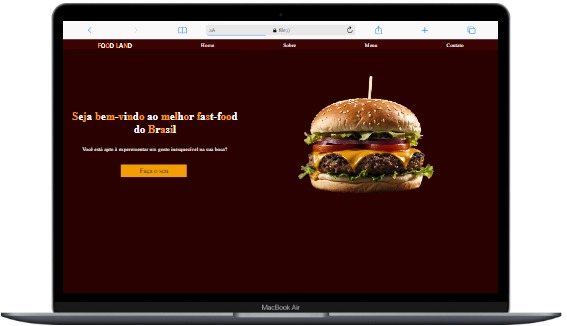 AA file://
FOOD LAND Home Sobre Menu Contato
Seja bem-vindo ao melhor fast-food
do Brasil
Você está apto à experimentar um gosto inesquecível na sua boca?
Faça o seu
MacBook Air